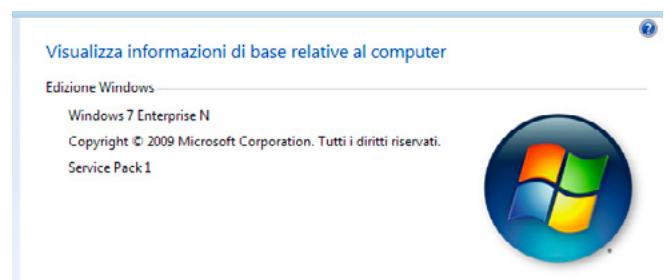 Visualizza informazioni di base relative al computer
Edizione Windows
Windows 7 Enterprise N
Copyright © 2009 Microsoft Corporation. Tutti i diritti riservati.
Service Pack 1